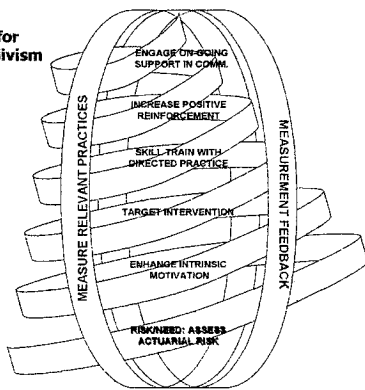 for
ivism
ENGAGE ON-GOING
SUPPORT IN COMM.
INCREASE POSITIVE
REINFORCEMENT
SKILL TRAIN WITH
DIRECTED PRACTICE
TARGET INTERVENTION
ENHANCE INTRINSIC
MOTIVATION
RISK/NEED: ASSESS
ACTUARIAL RISK
MEASURE RELEVANT PRACTICES
MEASUREMENT FEEDBACK